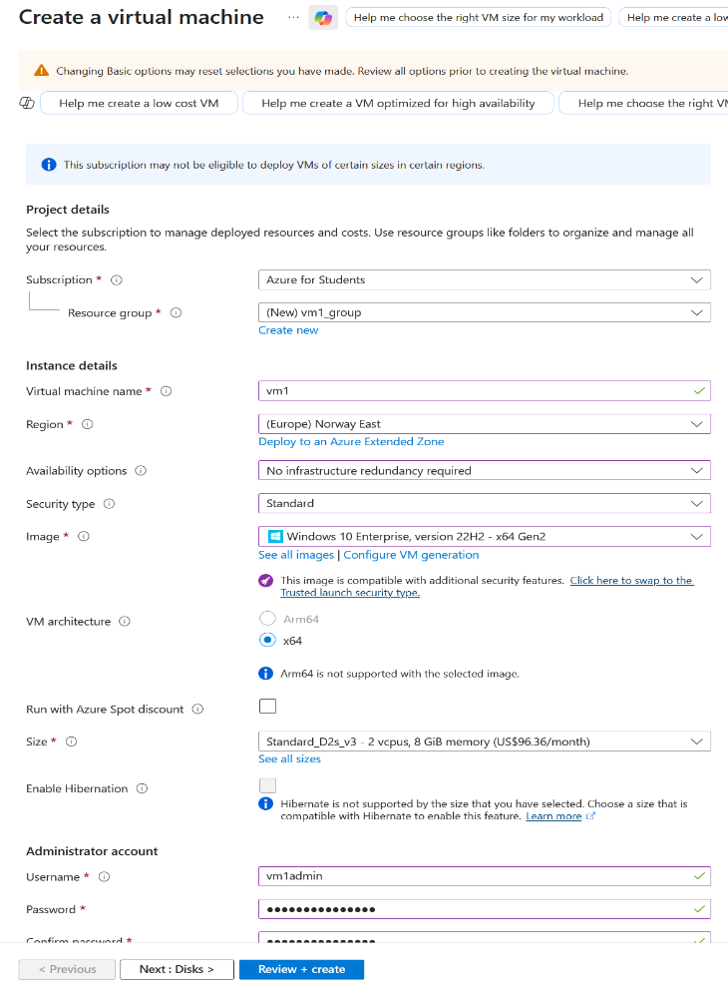 Create a virtual machine ... Help me choose the right VM size for my workload Help me create a low
Changing Basic options may reset selections you have made. Review all options prior to creating the virtual machine.
Help me create a low cost VM Help me create a VM optimized for high availability Help me choose the right VM
This subscription may not be eligible to deploy VMs of certain sizes in certain regions.
Project details
Select the subscription to manage deployed resources and costs. Use resource groups like folders to organize and manage all
your resources.
Subscription * Azure for Students
Resource group * (New) vm1_group
Create new
Instance details
Virtual machine name * vm1
Region * (Europe) Norway East
Deploy to an Azure Extended Zone
Availability options No infrastructure redundancy required
Security type Standard
Image * Windows 10 Enterprise, version 22H2 - x64 Gen2
See all images | Configure VM generation
This image is compatible with additional security features. Click here to swap to the
Trusted launch security type.
VM architecture Arm64
x64
Arm64 is not supported with the selected image.
Run with Azure Spot discount
Size * Standard_D2s_v3 - 2 vcpus, 8 GiB memory (US$96.36/month)
See all sizes
Enable Hibernation
Hibernate is not supported by the size that you have selected. Choose a size that is
compatible with Hibernate to enable this feature. Learn more
Administrator account
Username * vm1admin
Password * •••••••••••••••
Confirm password * •••••••••••••••
< Previous Next : Disks > Review + create